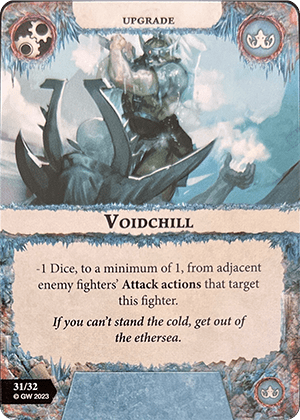 UPGRADE
VOIDCHILL
-1 Dice, to a minimum of 1, from adjacent
enemy fighters' Attack actions that target
this fighter.
If you can't stand the cold, get out of
the ethersea.
31/32
© GW 2023